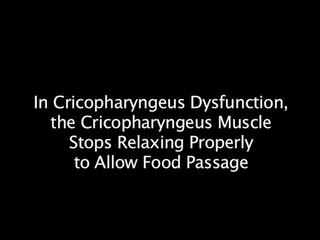 In Cricopharyngeus Dysfunction,
the Cricopharyngeus Muscle
Stops Relaxing Properly
to Allow Food Passage